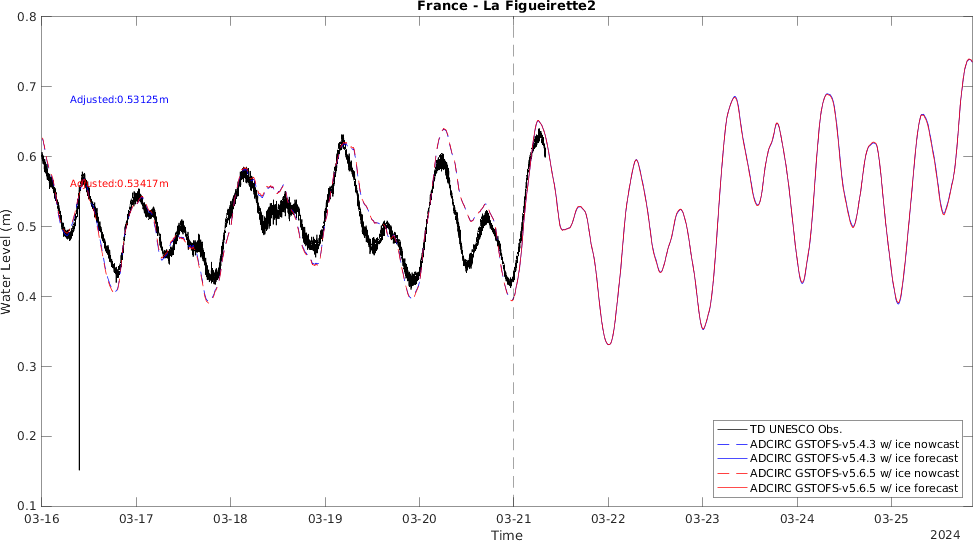 France - La Figueirette2
0.8
0.7
0.6
0.5
0.4
0.3
0.2
0.1
Water Level (m)
Adjusted:0.53125m
Adjusted:0.53417m
TD UNESCO Obs.
ADCIRC GSTOFS-v5.4.3 w/ ice nowcast
ADCIRC GSTOFS-v5.4.3 w/ ice forecast
ADCIRC GSTOFS-v5.6.5 w/ ice nowcast
ADCIRC GSTOFS-v5.6.5 w/ ice forecast
03-16 03-17 03-18 03-19 03-20 03-21 03-22 03-23 03-24 03-25
Time
2024